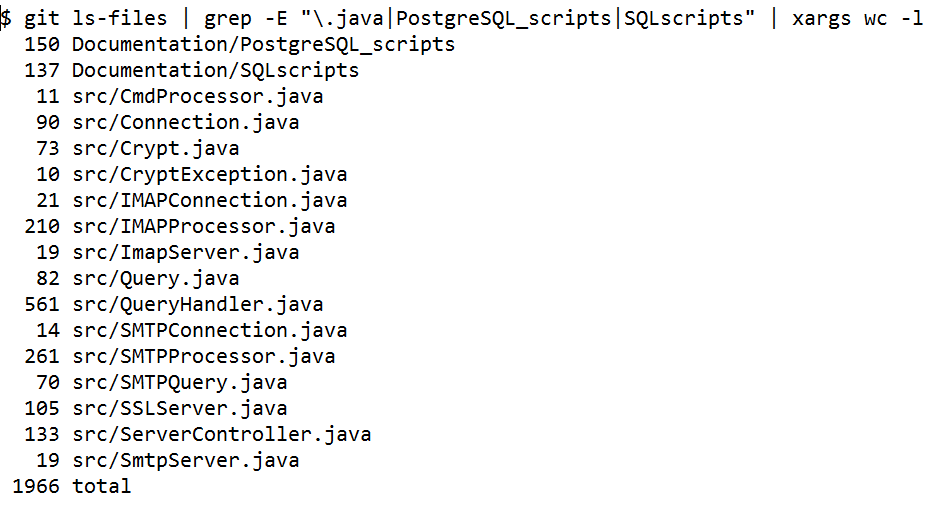 $ git ls-files | grep -E "\.java|PostgreSQL_scripts|SQLscripts" | xargs wc -l
150 Documentation/PostgreSQL_scripts
137 Documentation/SQLscripts
11 src/CmdProcessor.java
90 src/Connection.java
73 src/Crypt.java
10 src/CryptException.java
21 src/IMAPConnection.java
210 src/IMAPProcessor.java
19 src/ImapServer.java
82 src/Query.java
561 src/QueryHandler.java
14 src/SMTPConnection.java
261 src/SMTPProcessor.java
70 src/SMTPQuery.java
105 src/SSLServer.java
133 src/ServerController.java
19 src/SmtpServer.java
1966 total